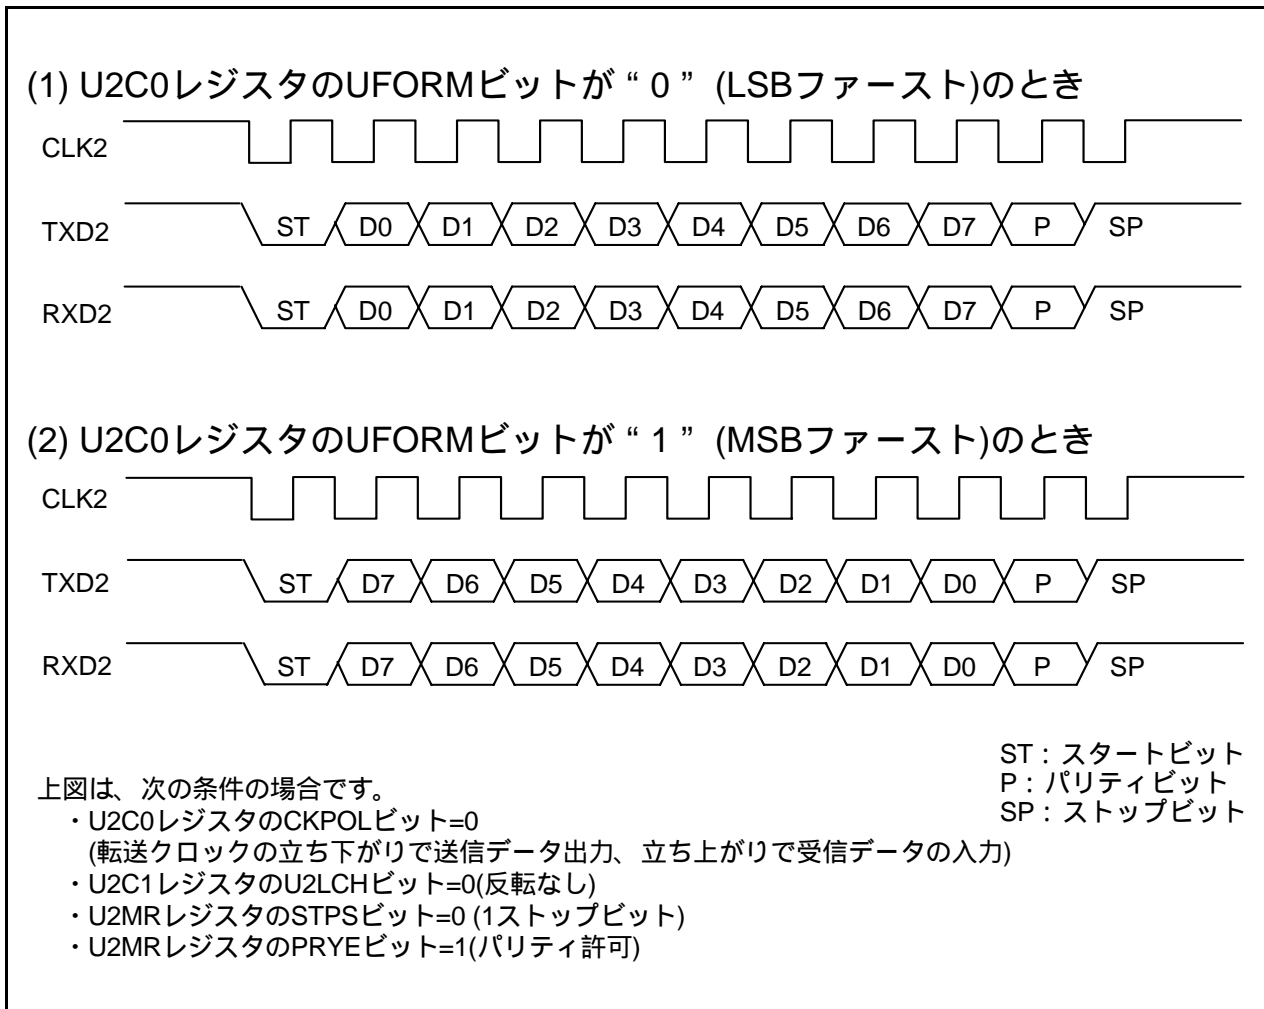 (1) U2C0レジスタのUFORMビットが“0”(LSBファースト)のとき
CLK2
TXD2 ST D0 D1 D2 D3 D4 D5 D6 D7 P SP
RXD2 ST D0 D1 D2 D3 D4 D5 D6 D7 P SP
(2) U2C0レジスタのUFORMビットが“1”(MSBファースト)のとき
CLK2
TXD2 ST D7 D6 D5 D4 D3 D2 D1 D0 P SP
RXD2 ST D7 D6 D5 D4 D3 D2 D1 D0 P SP
ST：スタートビット
P：パリティビット
SP：ストップビット
上図は、次の条件の場合です。
・U2C0レジスタのCKPOLビット=0
(転送クロックの立ち下がりで送信データ出力、立ち上がりで受信データの入力)
・U2C1レジスタのU2LCHビット=0(反転なし)
・U2MRレジスタのSTPSビット=0 (1ストップビット)
・U2MRレジスタのPRYEビット=1(パリティ許可)